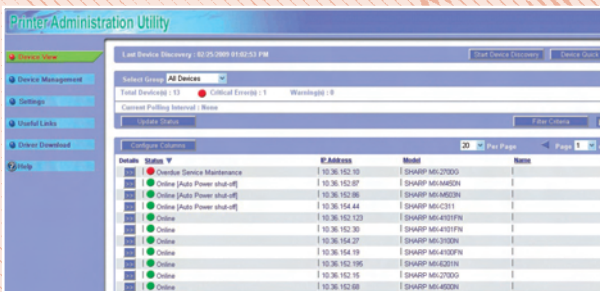 Printer Administration Utility
Device View
Device Management
Settings
Useful Links
Driver Download
Help
Last Device Discovery : 02/25/2009 01:02:53 PM
Start Device Discovery Device Quick
Select Group All Devices
Total Device(s) : 13 Critical Error(s) : 1 Warning(s) : 0
Current Polling Interval : None
Update Status Filter Criteria
Configure Columns 20 Per Page Page 1
Details Status IP Address Model Name
Overdue Service Maintenance 10.36.152.10 SHARP MX-2700G
Online [Auto Power shut-off] 10.36.152.87 SHARP MX-M450N
Online [Auto Power shut-off] 10.36.152.86 SHARP MX-M503N
Online [Auto Power shut-off] 10.36.154.44 SHARP MX-C311
Online 10.36.152.123 SHARP MX-4101FN
Online 10.36.152.30 SHARP MX-4101FN
Online 10.36.154.27 SHARP MX-3100N
Online 10.36.154.19 SHARP MX-4100FN
Online 10.36.152.195 SHARP MX-6201N
Online 10.36.152.15 SHARP MX-2700G
Online 10.36.152.68 SHARP MX-4500N